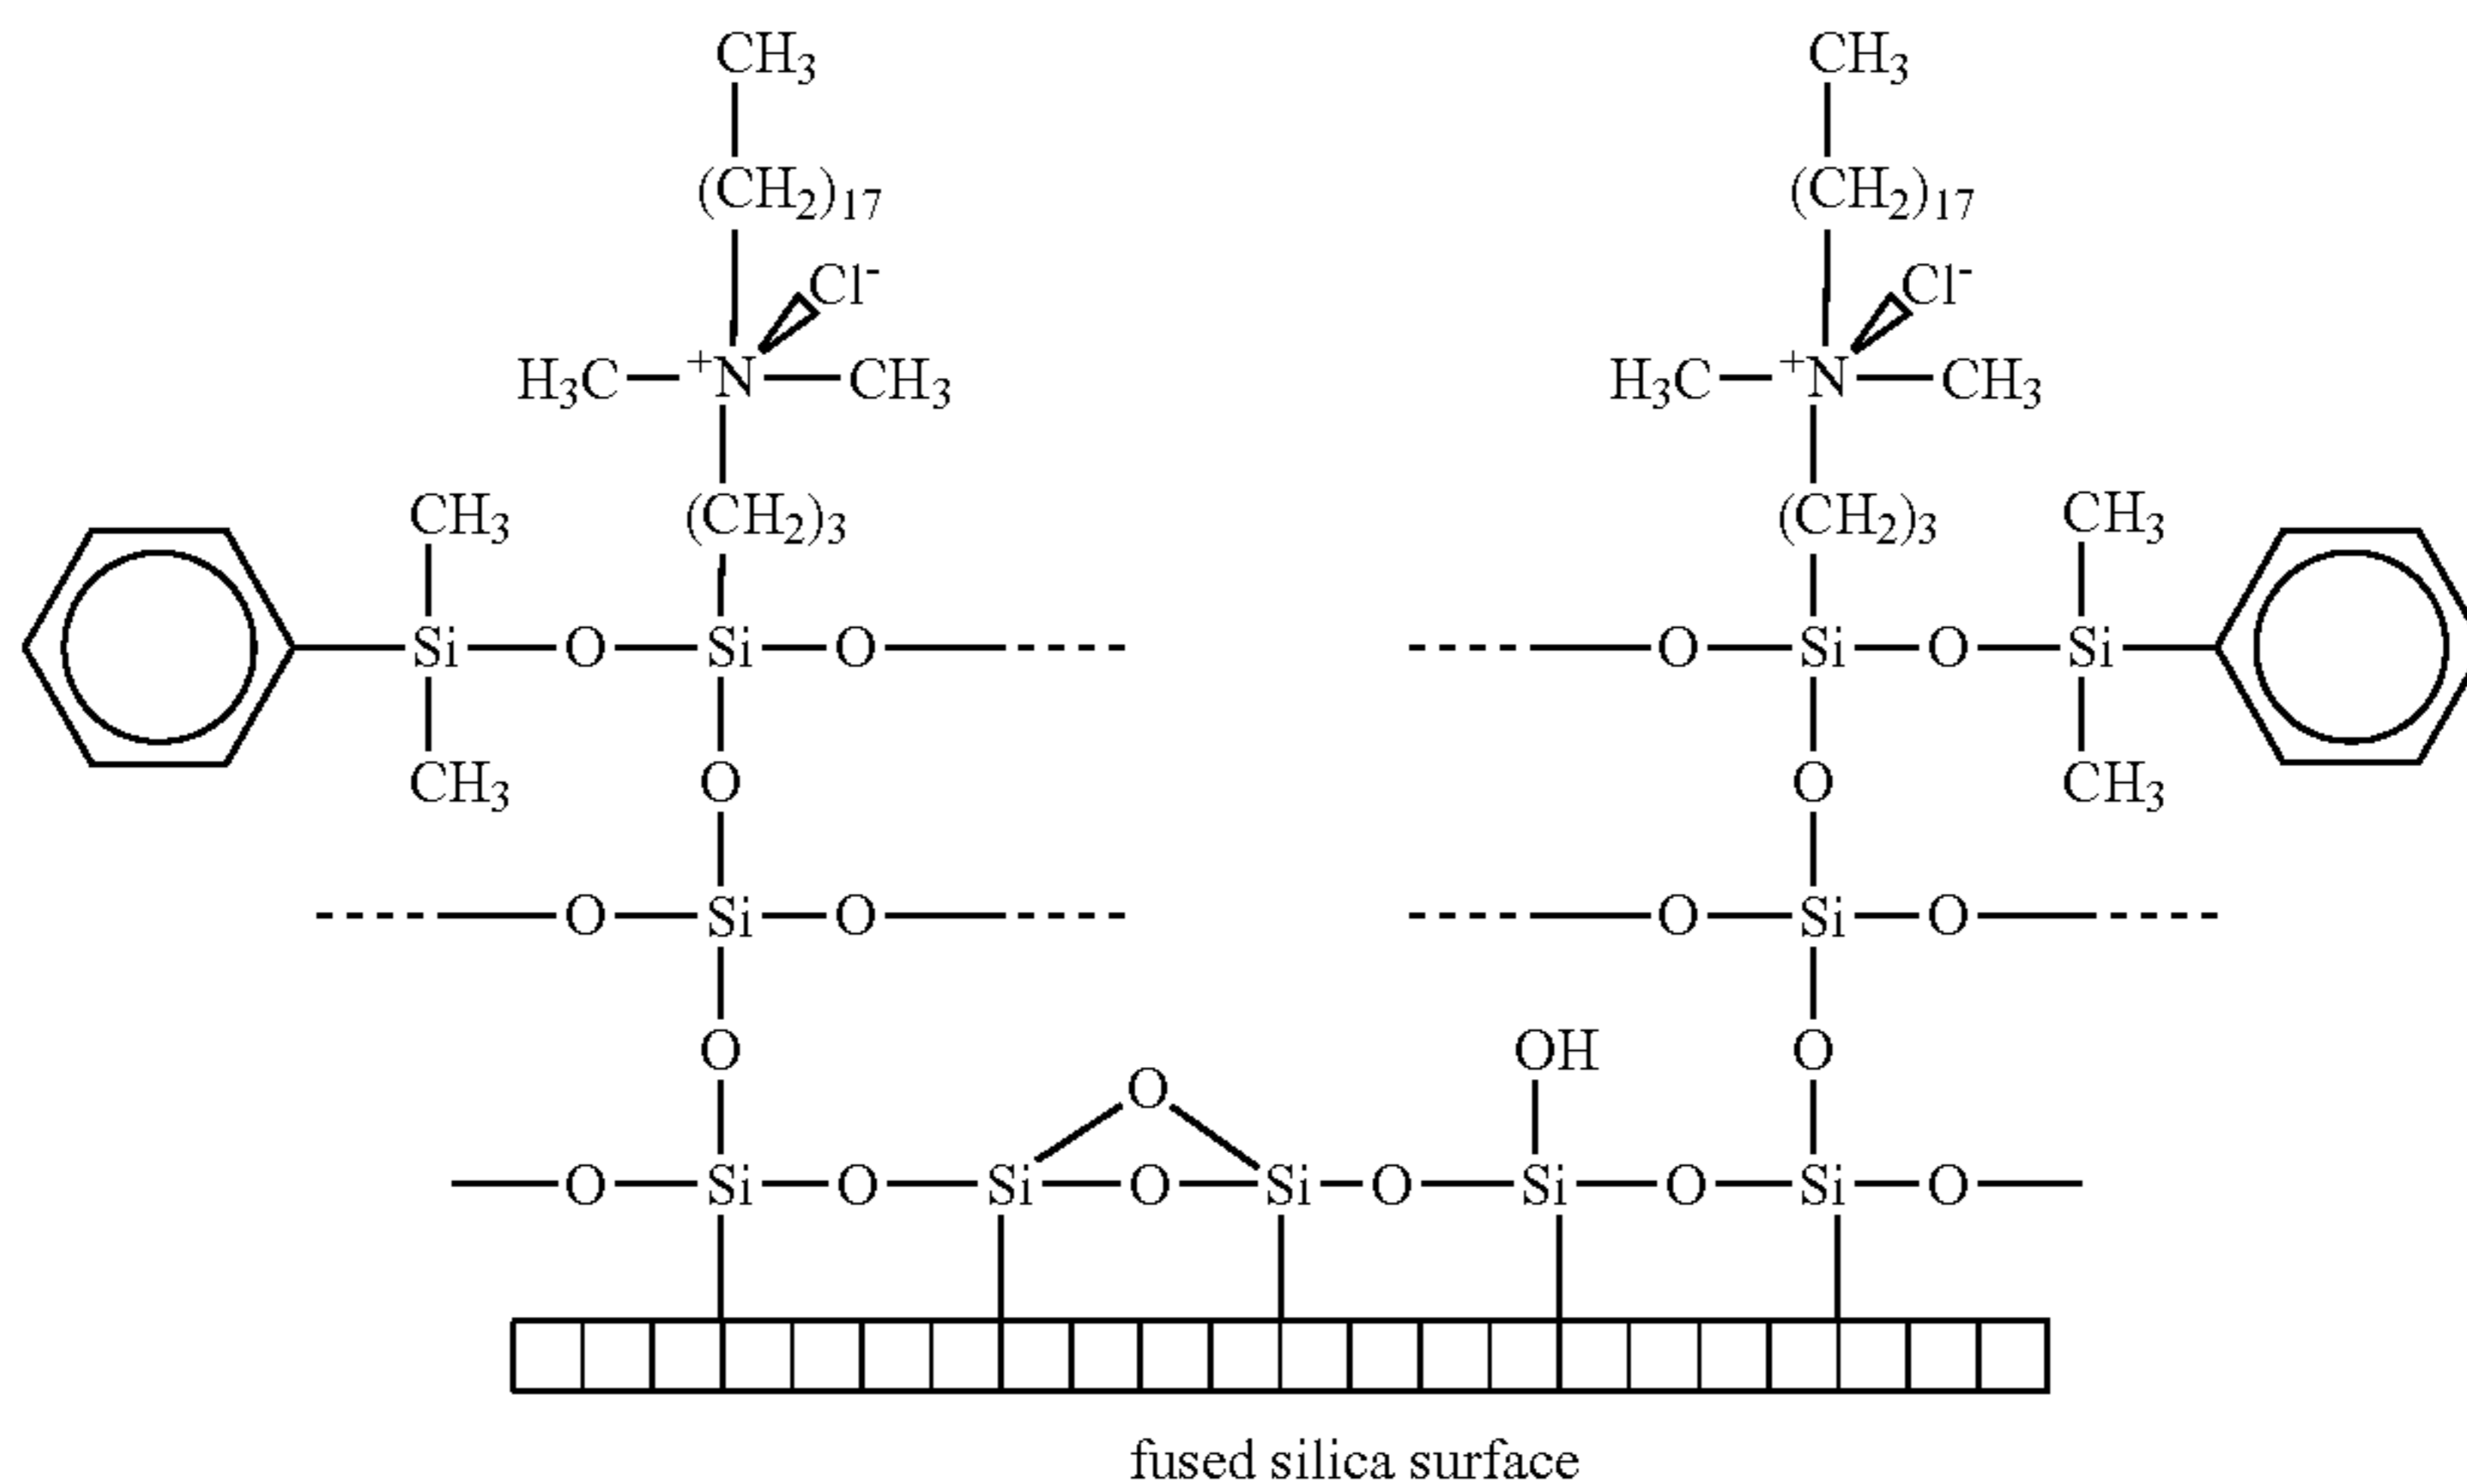 CH3 CH3
(CH2)17 (CH2)17
Cl- Cl-
H3C +N CH3 H3C +N CH3
CH3 (CH2)3 (CH2)3 CH3
Si O Si O O Si O Si
CH3 O O CH3
O Si O O Si O
O OH O
O
O Si O Si O Si O Si O Si O
fused silica surface